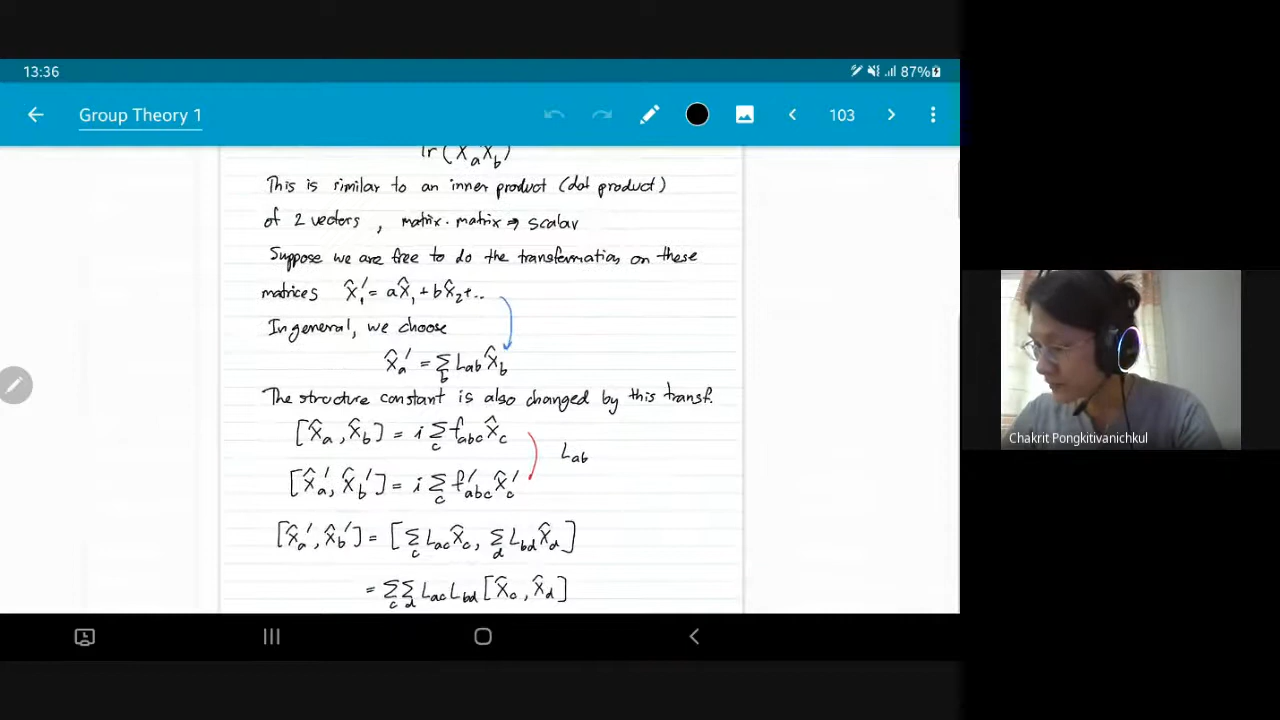 13:36
87%
Group Theory 1
103
Tr(X̂aX̂b)
This is similar to an inner product (dot product)
of 2 vectors , matrix·matrix ⇒ scalar
Suppose we are free to do the transformation on these
matrices X̂₁' = aX̂₁ + bX̂₂+..
In general, we choose
X̂a' = Σb Lab X̂b
The structure constant is also changed by this transf.
[X̂a, X̂b] = i Σc fabc X̂c
Lab
[X̂a', X̂b'] = i Σc f'abc X̂c'
[X̂a', X̂b'] = [Σc Lac X̂c, Σd Lbd X̂d]
= Σc Σd Lac Lbd [X̂c, X̂d]
Chakrit Pongkitivanichkul